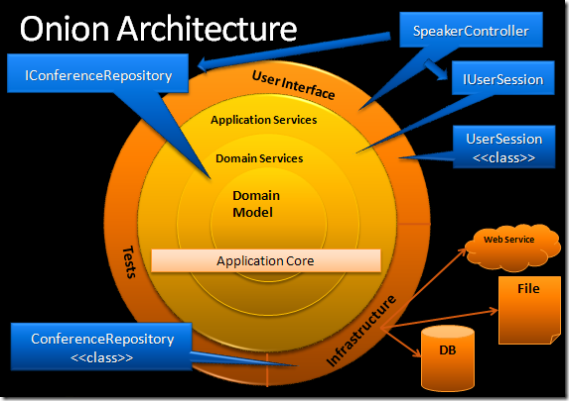 Onion Architecture
SpeakerController
IConferenceRepository
IUserSession
User Interface
Application Services
UserSession
<<class>>
Domain Services
Domain
Model
Web Service
Tests
Application Core
File
Infrastructure
ConferenceRepository
<<class>>
DB